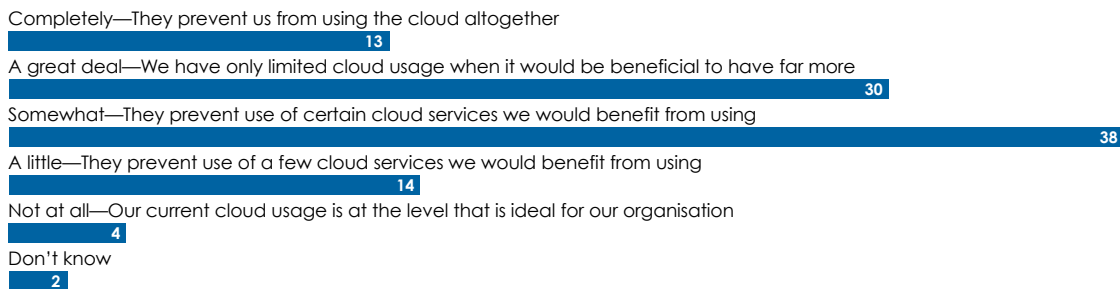 Completely—They prevent us from using the cloud altogether
13
A great deal—We have only limited cloud usage when it would be beneficial to have far more
30
Somewhat—They prevent use of certain cloud services we would benefit from using
38
A little—They prevent use of a few cloud services we would benefit from using
14
Not at all—Our current cloud usage is at the level that is ideal for our organisation
4
Don’t know
2